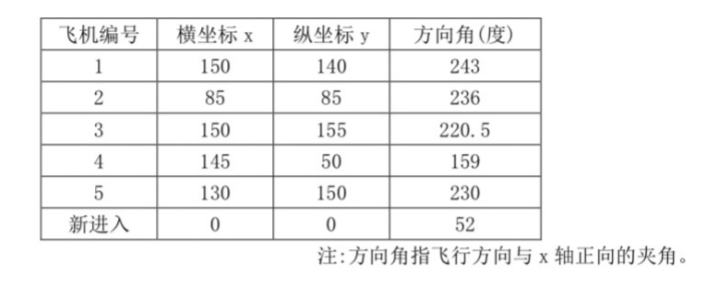 飞机编号 横坐标 x 纵坐标 y 方向角(度)
1 150 140 243
2 85 85 236
3 150 155 220.5
4 145 50 159
5 130 150 230
新进入 0 0 52
注:方向角指飞行方向与 x 轴正向的夹角。